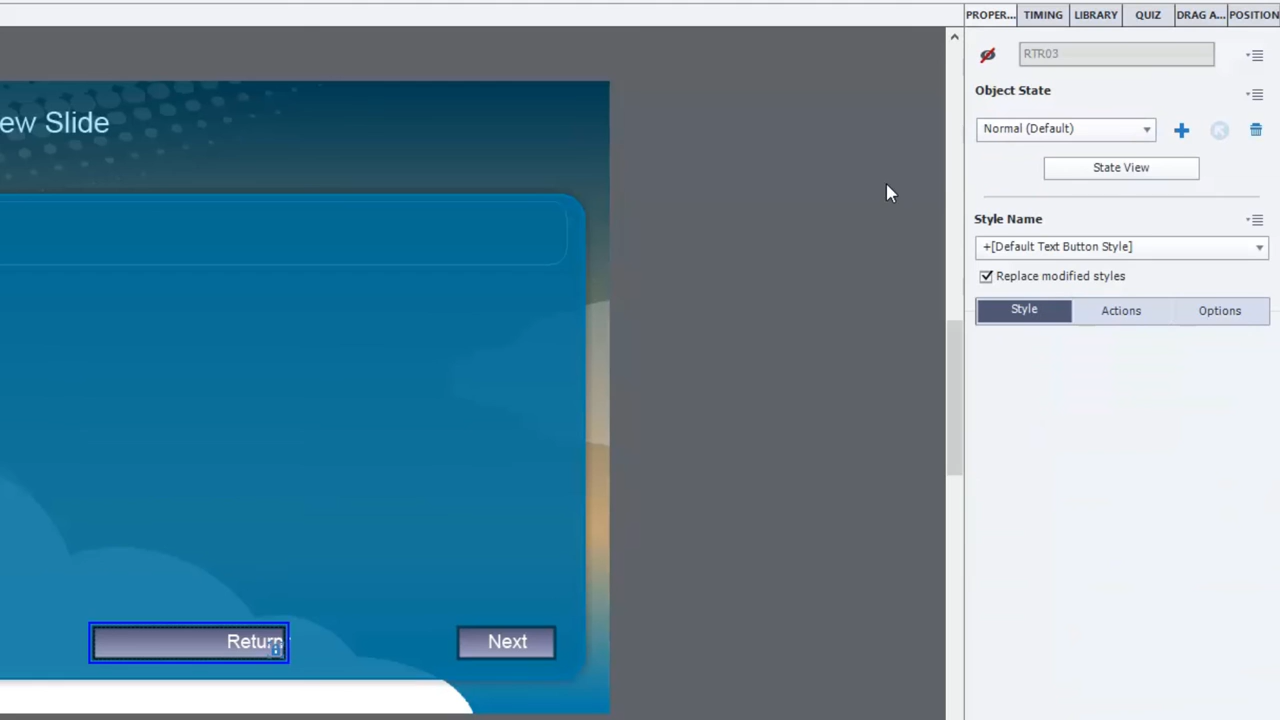 PROPER... TIMING LIBRARY QUIZ DRAG A... POSITION
RTR03
Object State
Normal (Default)
State View
Style Name
+[Default Text Button Style]
Replace modified styles
Style Actions Options
ew Slide
Return
Next